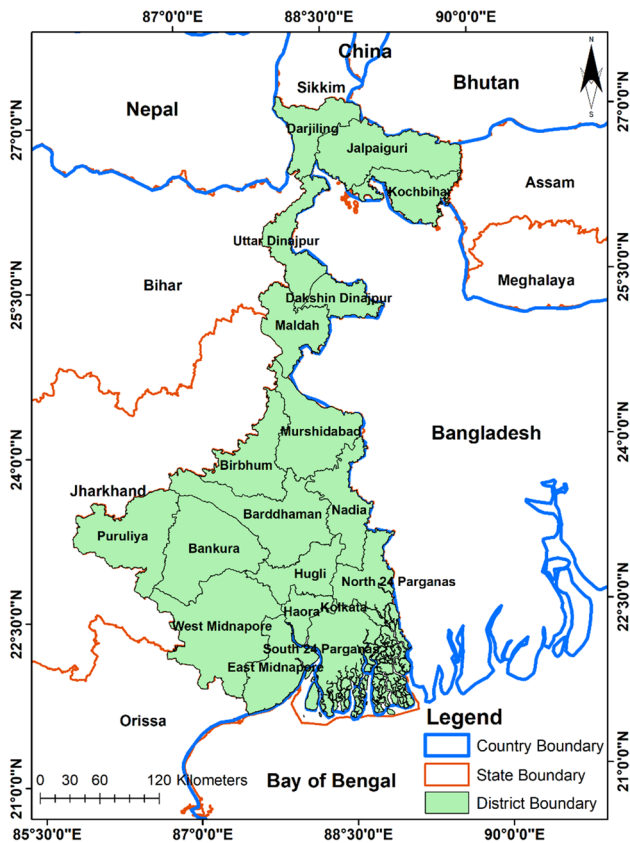 87°0'0"E 88°30'0"E 90°0'0"E
China
N
Sikkim
Bhutan
Nepal
S
27°0'0"N
27°0'0"N
Darjiling
Jalpaiguri
Kochbihar
Assam
Uttar Dinajpur
Bihar
Meghalaya
25°30'0"N
25°30'0"N
Dakshin Dinajpur
Maldah
Murshidabad
Bangladesh
24°0'0"N
24°0'0"N
Birbhum
Jharkhand
Barddhaman
Nadia
Puruliya
Bankura
Hugli
North 24 Parganas
22°30'0"N
22°30'0"N
Haora
Kolkata
West Midnapore
South 24 Parganas
East Midnapore
Orissa
Legend
Country Boundary
State Boundary
District Boundary
21°0'0"N
21°0'0"N
0 30 60 120 Kilometers
Bay of Bengal
85°30'0"E 87°0'0"E 88°30'0"E 90°0'0"E